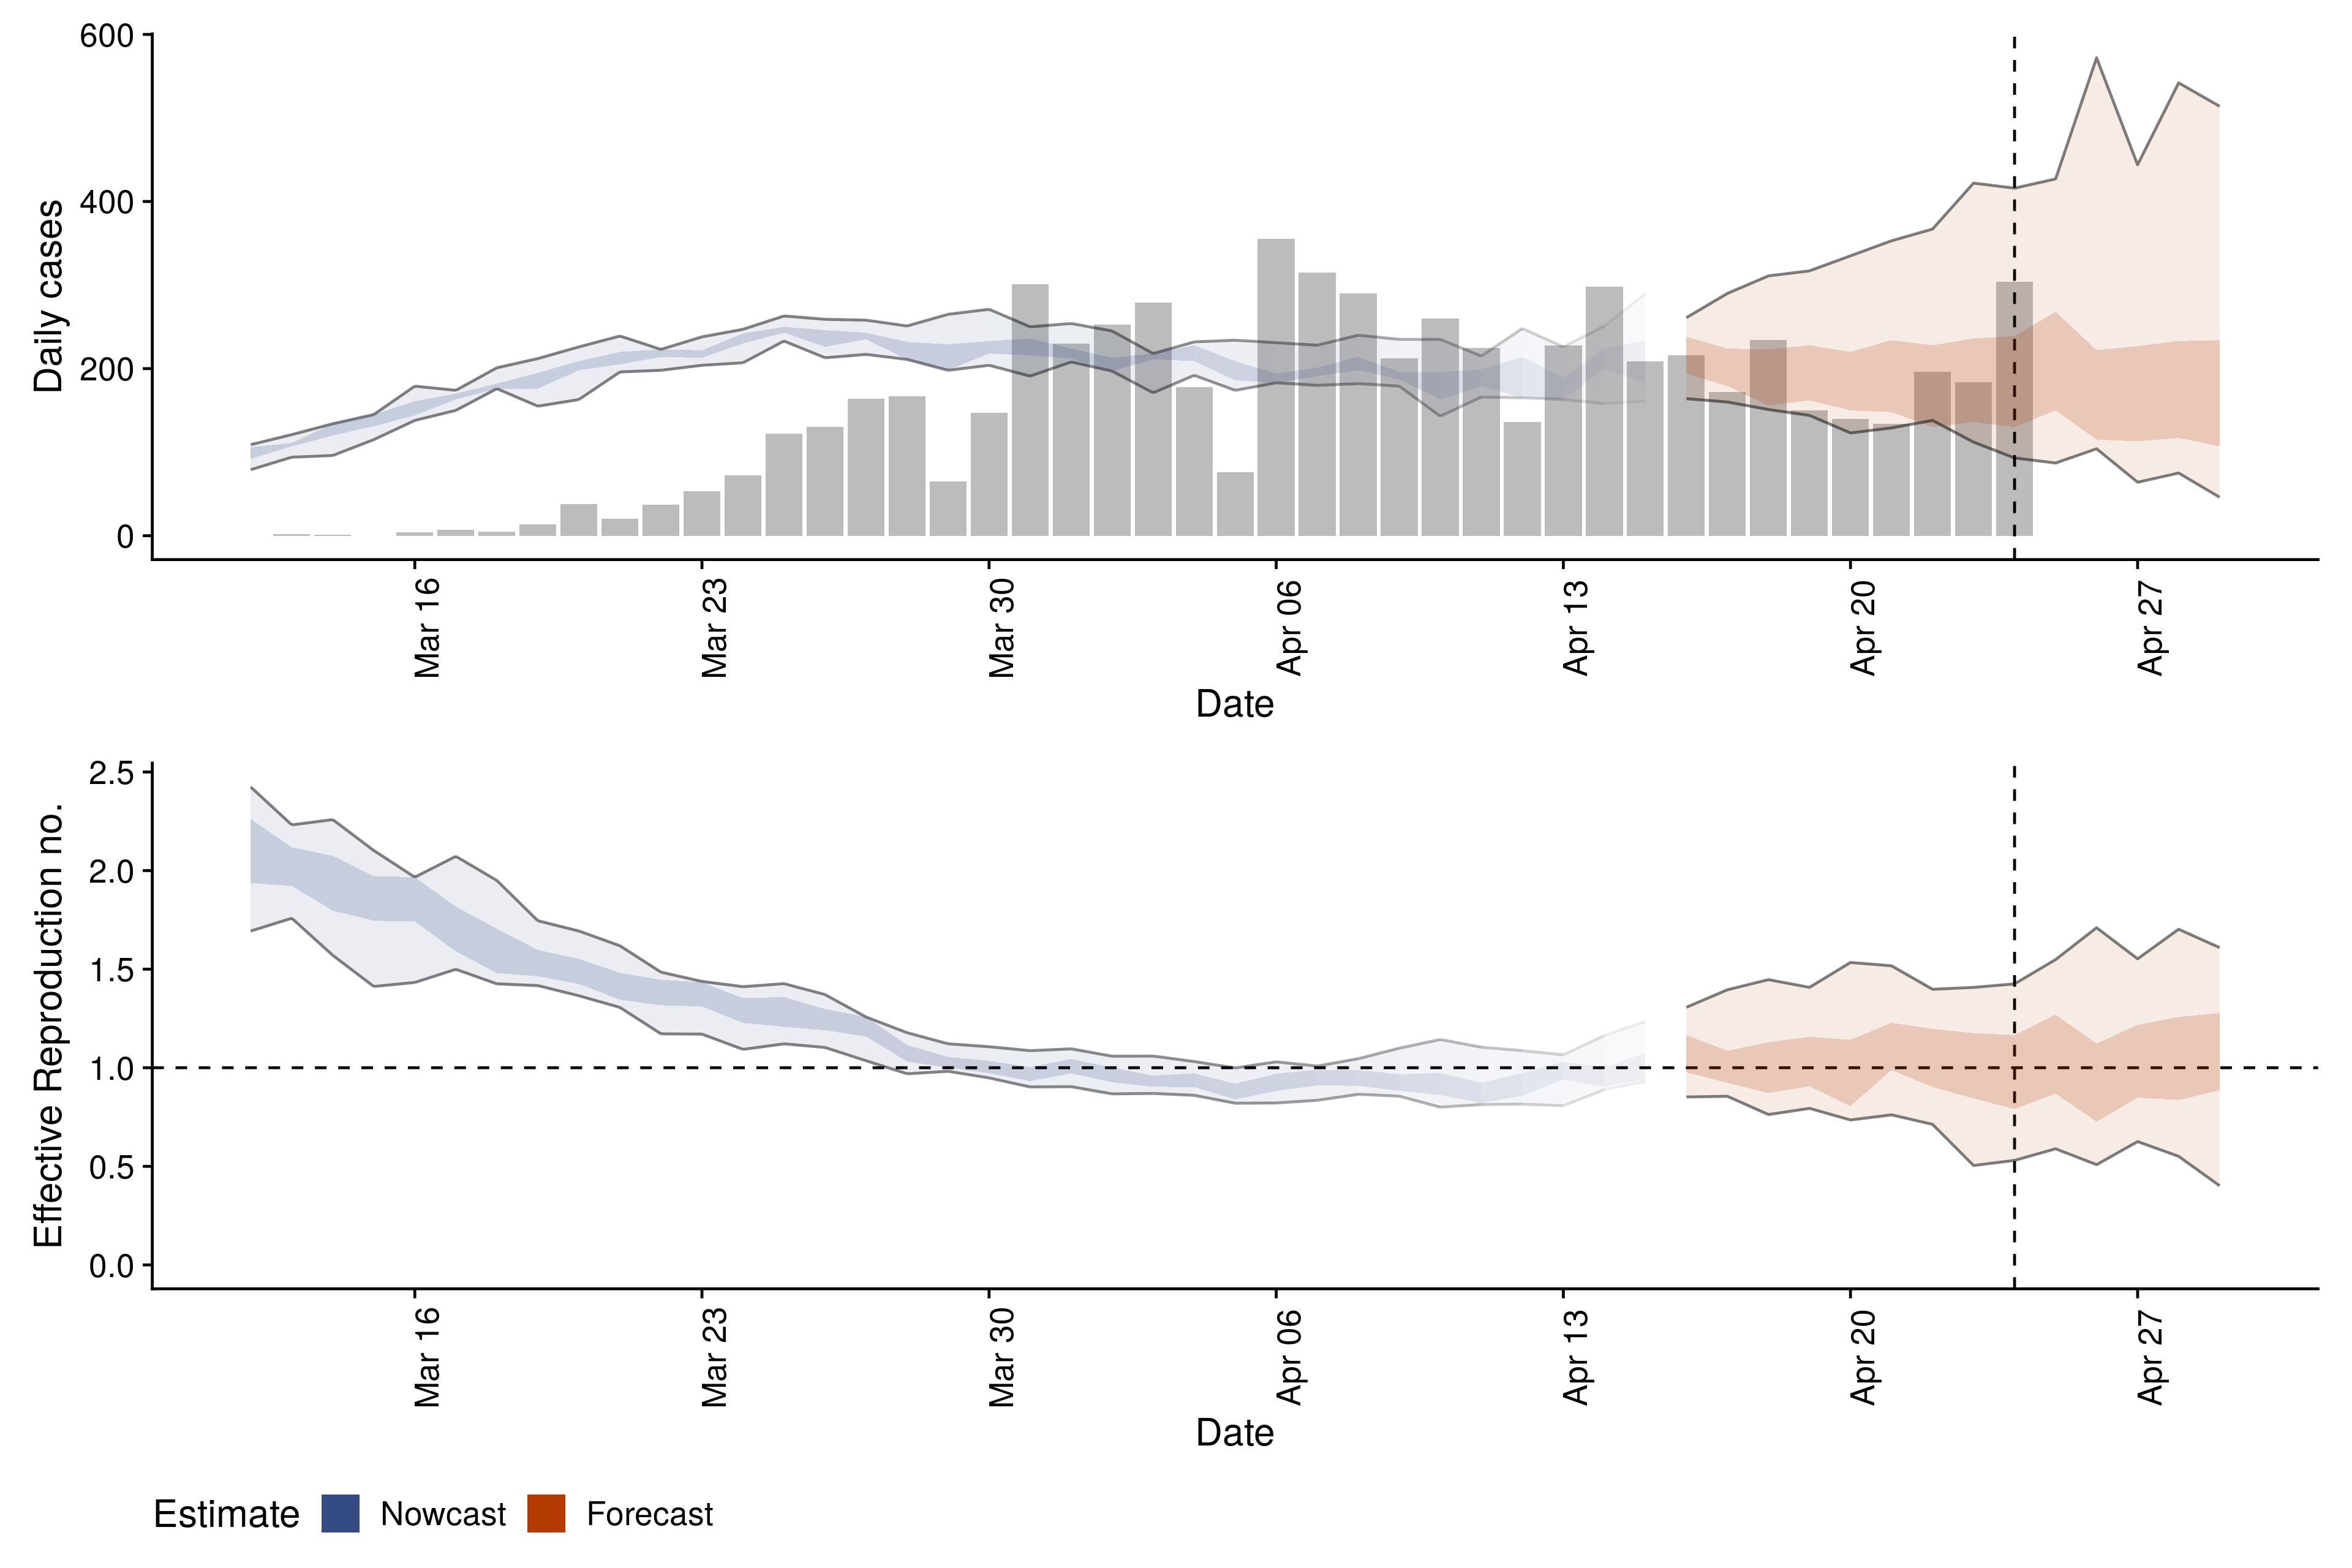 600
400
200
0
Daily cases
Mar 16
Mar 23
Mar 30
Apr 06
Apr 13
Apr 20
Apr 27
Date
2.5
2.0
1.5
1.0
0.5
0.0
Effective Reproduction no.
Mar 16
Mar 23
Mar 30
Apr 06
Apr 13
Apr 20
Apr 27
Date
Estimate Nowcast Forecast